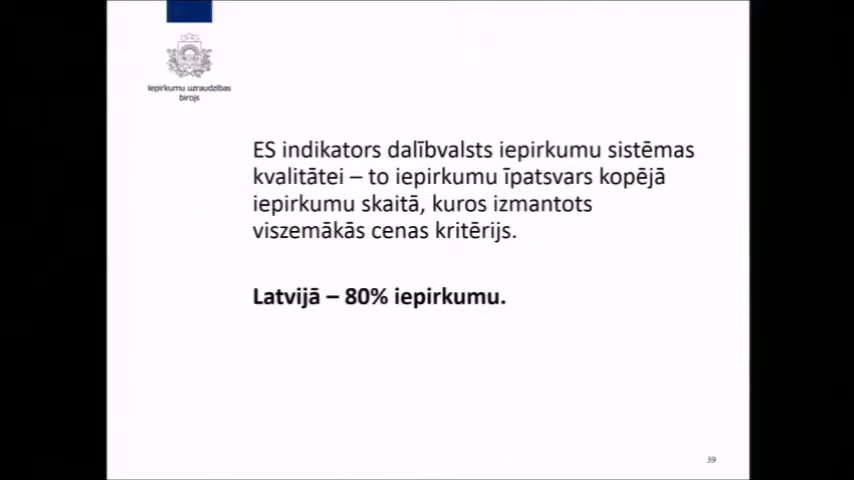 Iepirkumu uzraudzības
birojs
ES indikators dalībvalsts iepirkumu sistēmas
kvalitātei – to iepirkumu īpatsvars kopējā
iepirkumu skaitā, kuros izmantots
viszemākās cenas kritērijs.
Latvijā – 80% iepirkumu.
39